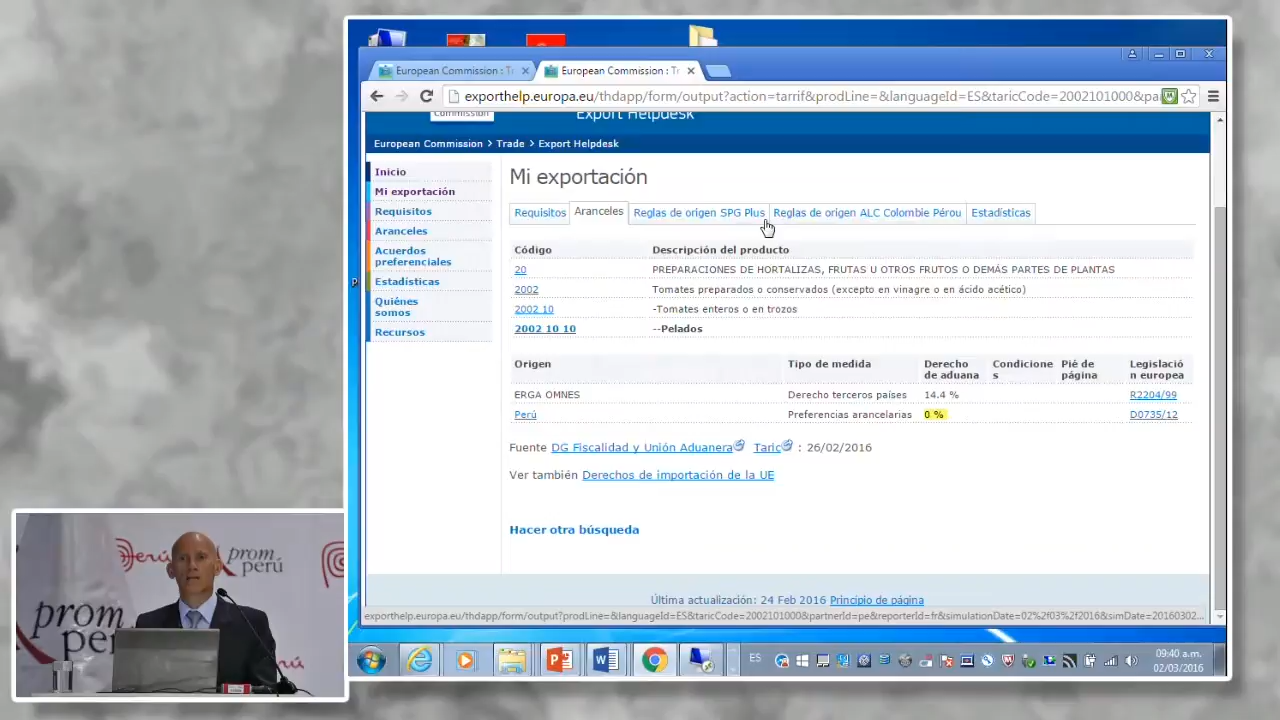 European Commission : Tr
European Commission : Tr
exporthelp.europa.eu/thdapp/form/output?action=tarrif&prodLine=&languageId=ES&taricCode=2002101000&pa
Commission
Export Helpdesk
European Commission > Trade > Export Helpdesk
Inicio
Mi exportación
Requisitos
Aranceles
Acuerdos
preferenciales
Estadísticas
Quiénes
somos
Recursos
Mi exportación
Requisitos Aranceles Reglas de origen SPG Plus Reglas de origen ALC Colombie Pérou Estadísticas
Código Descripción del producto
20 PREPARACIONES DE HORTALIZAS, FRUTAS U OTROS FRUTOS O DEMÁS PARTES DE PLANTAS
2002 Tomates preparados o conservados (excepto en vinagre o en ácido acético)
2002 10 -Tomates enteros o en trozos
2002 10 10 --Pelados
Origen Tipo de medida Derecho Condicione Pié de Legislació
de aduana s página n europea
ERGA OMNES Derecho terceros países 14.4 % R2204/99
Perú Preferencias arancelarias 0 % D0735/12
Fuente DG Fiscalidad y Unión Aduanera Taric : 26/02/2016
Ver también Derechos de importación de la UE
Hacer otra búsqueda
Última actualización: 24 Feb 2016 Principio de página
exporthelp.europa.eu/thdapp/form/output?prodLine=&languageId=ES&taricCode=2002101000&partnerId=pe&reporterId=fr&simulationDate=02%2f03%2f2016&simDate=20160302...
ES
09:40 a.m.
02/03/2016
Perú
prom
perú
prom
perú